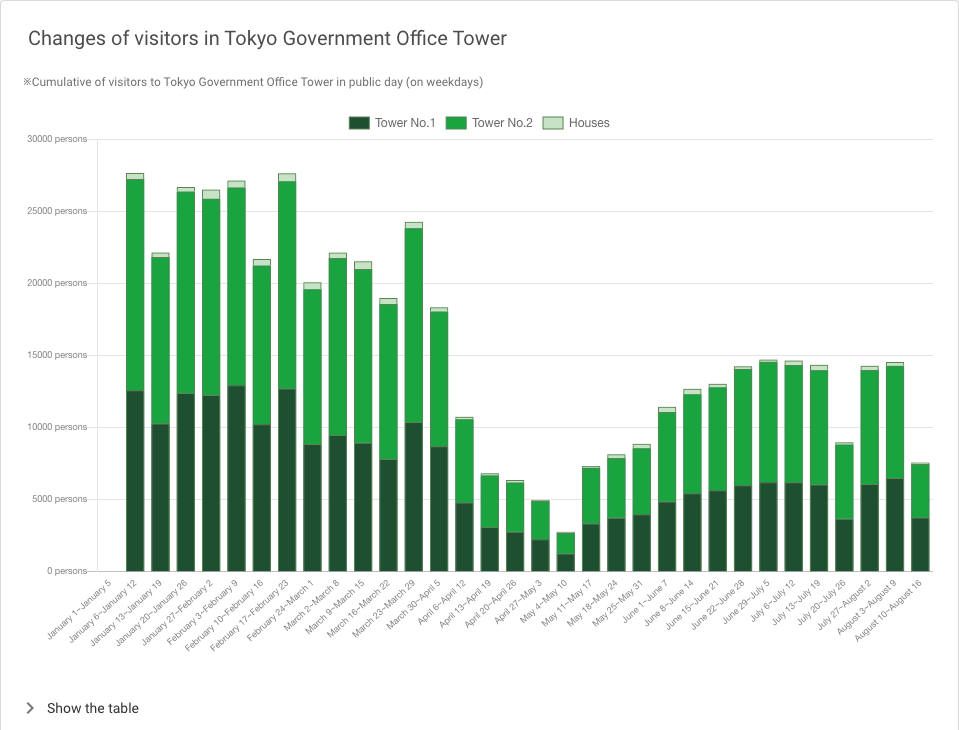 Changes of visitors in Tokyo Government Office Tower
※Cumulative of visitors to Tokyo Government Office Tower in public day (on weekdays)
Tower No.1 Tower No.2 Houses
30000 persons
25000 persons
20000 persons
15000 persons
10000 persons
5000 persons
0 persons
January 1~January 5
January 6~January 12
January 13~January 19
January 20~January 26
January 27~February 2
February 3~February 9
February 10~February 16
February 17~February 23
February 24~March 1
March 2~March 8
March 9~March 15
March 16~March 22
March 23~March 29
March 30~April 5
April 6~April 12
April 13~April 19
April 20~April 26
April 27~May 3
May 4~May 10
May 11~May 17
May 18~May 24
May 25~May 31
June 1~June 7
June 8~June 14
June 15~June 21
June 22~June 28
June 29~July 5
July 6~July 12
July 13~July 19
July 20~July 26
July 27~August 2
August 3~August 9
August 10~August 16
Show the table